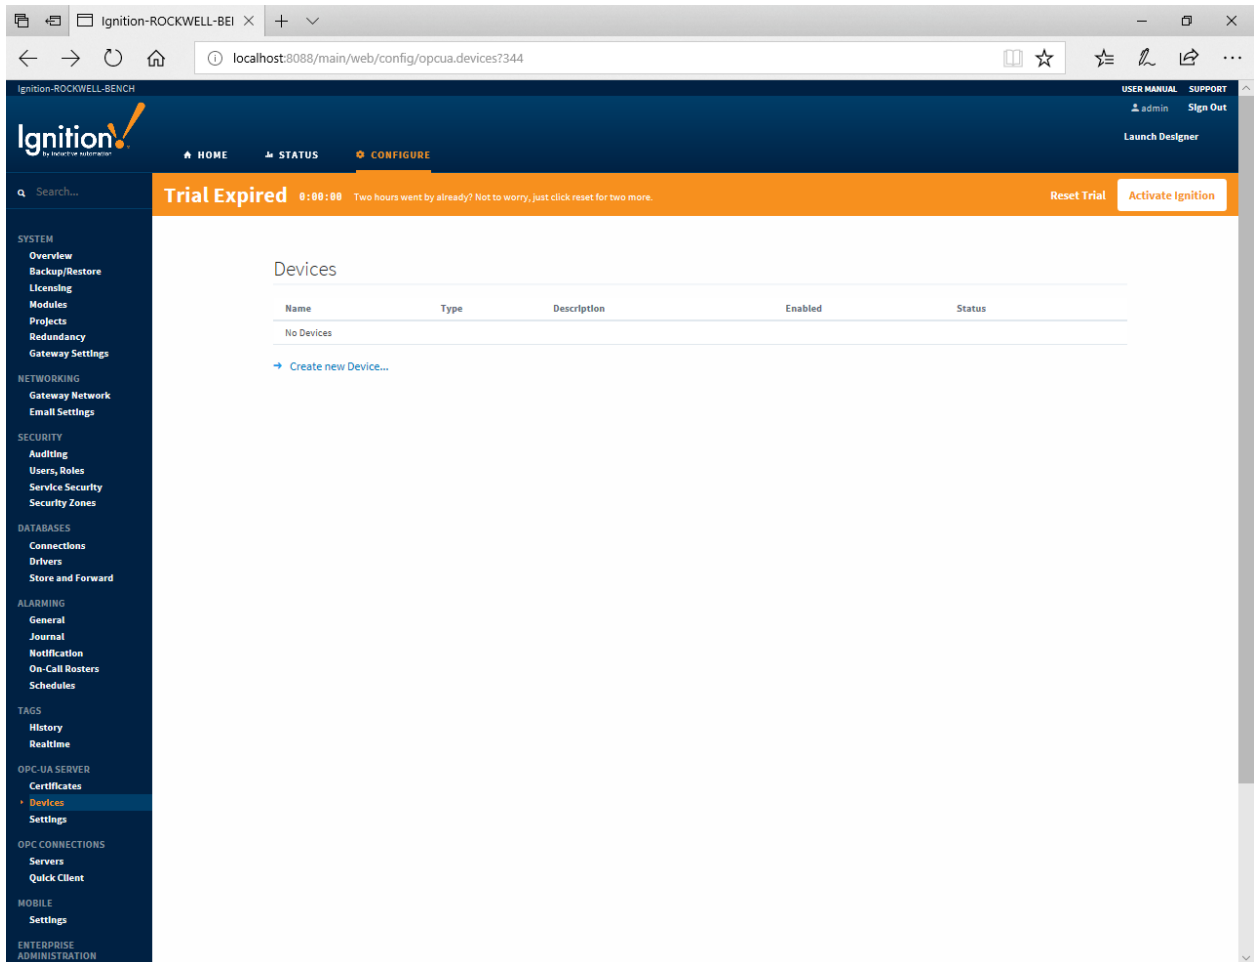 Ignition-ROCKWELL-BEI
localhost:8088/main/web/config/opcua.devices?344
Ignition-ROCKWELL-BENCH
USER MANUAL SUPPORT
admin Sign Out
Ignition!
by inductive automation
Launch Designer
HOME STATUS CONFIGURE
Search...
Trial Expired 0:00:00 Two hours went by already? Not to worry, just click reset for two more. Reset Trial Activate Ignition
SYSTEM
Overview
Backup/Restore
Licensing
Modules
Projects
Redundancy
Gateway Settings
NETWORKING
Gateway Network
Email Settings
SECURITY
Auditing
Users, Roles
Service Security
Security Zones
DATABASES
Connections
Drivers
Store and Forward
ALARMING
General
Journal
Notification
On-Call Rosters
Schedules
TAGS
History
Realtime
OPC-UA SERVER
Certificates
Devices
Settings
OPC CONNECTIONS
Servers
Quick Client
MOBILE
Settings
ENTERPRISE
ADMINISTRATION
Devices
Name Type Description Enabled Status
No Devices
Create new Device...